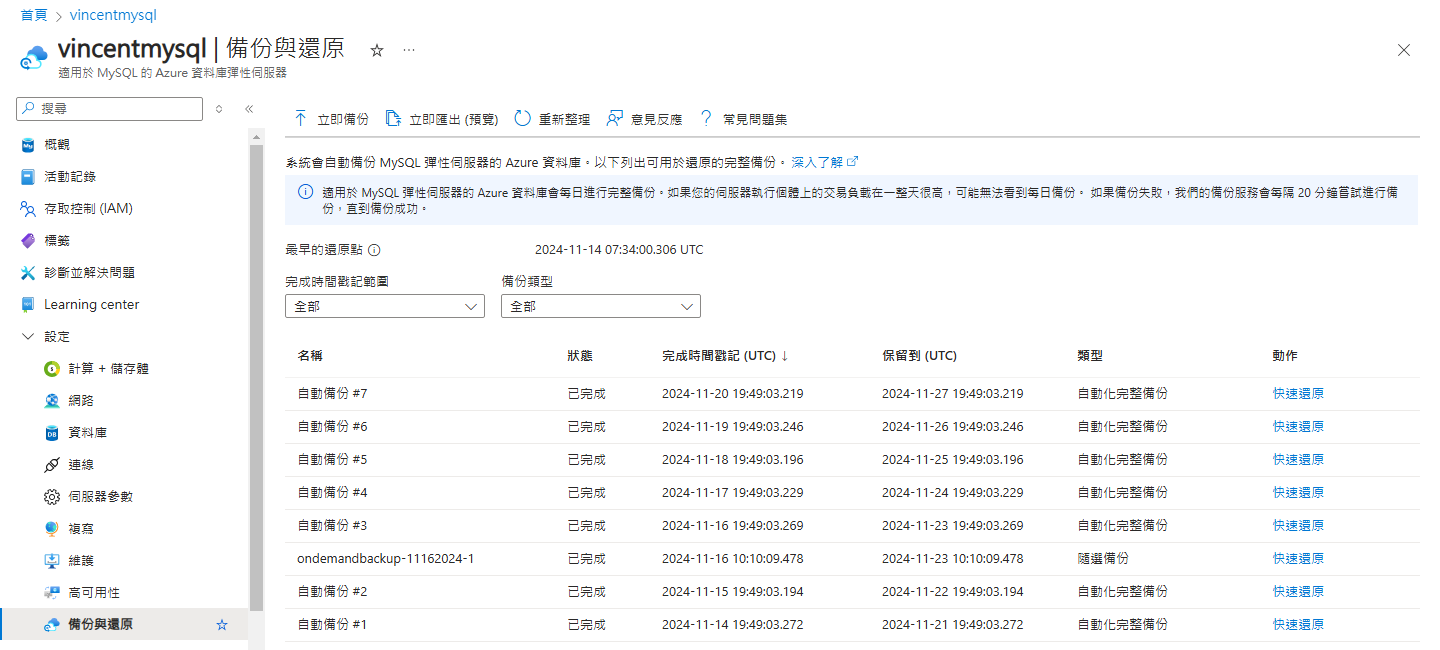 首頁 > vincentmysql
vincentmysql | 備份與還原 ☆ ...
適用於 MySQL 的 Azure 資料庫彈性伺服器
搜尋
概觀
活動記錄
存取控制 (IAM)
標籤
診斷並解決問題
Learning center
設定
計算 + 儲存體
網路
資料庫
連線
伺服器參數
複寫
維護
高可用性
備份與還原
立即備份 立即匯出 (預覽) 重新整理 意見反應 常見問題集
系統會自動備份 MySQL 彈性伺服器的 Azure 資料庫。以下列出可用於還原的完整備份。深入了解
適用於 MySQL 彈性伺服器的 Azure 資料庫會每日進行完整備份。如果您的伺服器執行個體上的交易負載在一整天很高，可能無法看到每日備份。 如果備份失敗，我們的備份服務會每隔 20 分鐘嘗試進行備
份，直到備份成功。
最早的還原點 2024-11-14 07:34:00.306 UTC
完成時間戳記範圍 備份類型
全部 全部
名稱 狀態 完成時間戳記 (UTC) ↓ 保留到 (UTC) 類型 動作
自動備份 #7 已完成 2024-11-20 19:49:03.219 2024-11-27 19:49:03.219 自動化完整備份 快速還原
自動備份 #6 已完成 2024-11-19 19:49:03.246 2024-11-26 19:49:03.246 自動化完整備份 快速還原
自動備份 #5 已完成 2024-11-18 19:49:03.196 2024-11-25 19:49:03.196 自動化完整備份 快速還原
自動備份 #4 已完成 2024-11-17 19:49:03.229 2024-11-24 19:49:03.229 自動化完整備份 快速還原
自動備份 #3 已完成 2024-11-16 19:49:03.269 2024-11-23 19:49:03.269 自動化完整備份 快速還原
ondemandbackup-11162024-1 已完成 2024-11-16 10:10:09.478 2024-11-23 10:10:09.478 隨選備份 快速還原
自動備份 #2 已完成 2024-11-15 19:49:03.194 2024-11-22 19:49:03.194 自動化完整備份 快速還原
自動備份 #1 已完成 2024-11-14 19:49:03.272 2024-11-21 19:49:03.272 自動化完整備份 快速還原